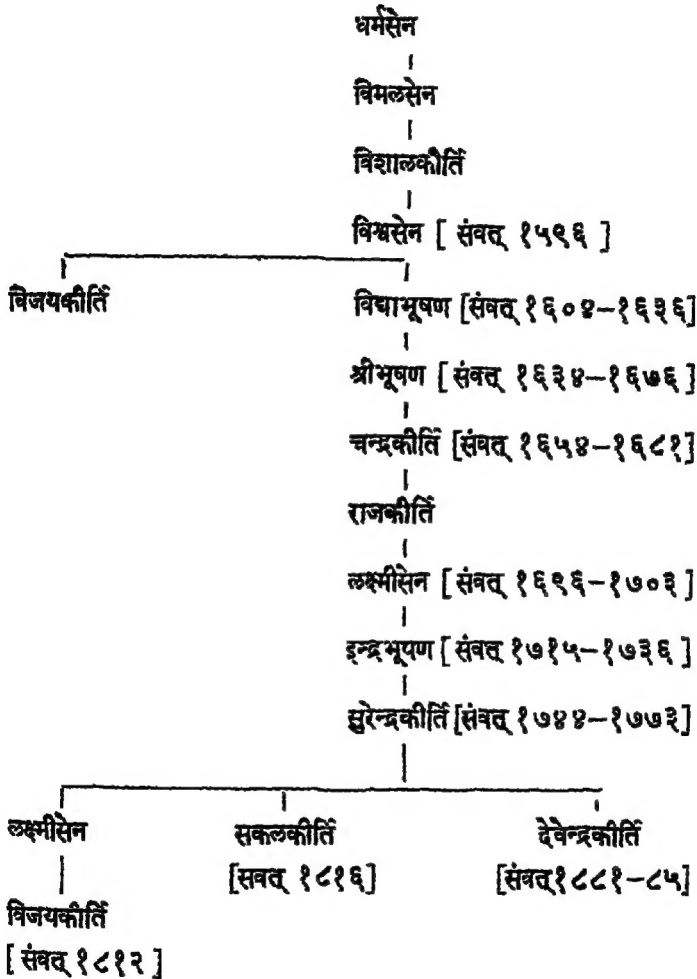 धर्मसेन
विमलसेन
विशालकीर्ति
विश्वसेन [ संवत् १५९६ ]
विजयकीर्ति
विद्याभूषण [संवत् १६०४–१६३६]
श्रीभूषण [ संवत् १६३४–१६७६ ]
चन्द्रकीर्ति [संवत् १६५४–१६८१]
राजकीर्ति
लक्ष्मीसेन [ संवत् १६९६–१७०३ ]
इन्द्रभूषण [ संवत् १७१५–१७३६ ]
सुरेन्द्रकीर्ति [संवत् १७४४–१७७३]
लक्ष्मीसेन सकलकीर्ति देवेन्द्रकीर्ति
[सवत् १८१६] [संवत्१८८१–८५]
विजयकीर्ति
[ संवत् १८१२ ]